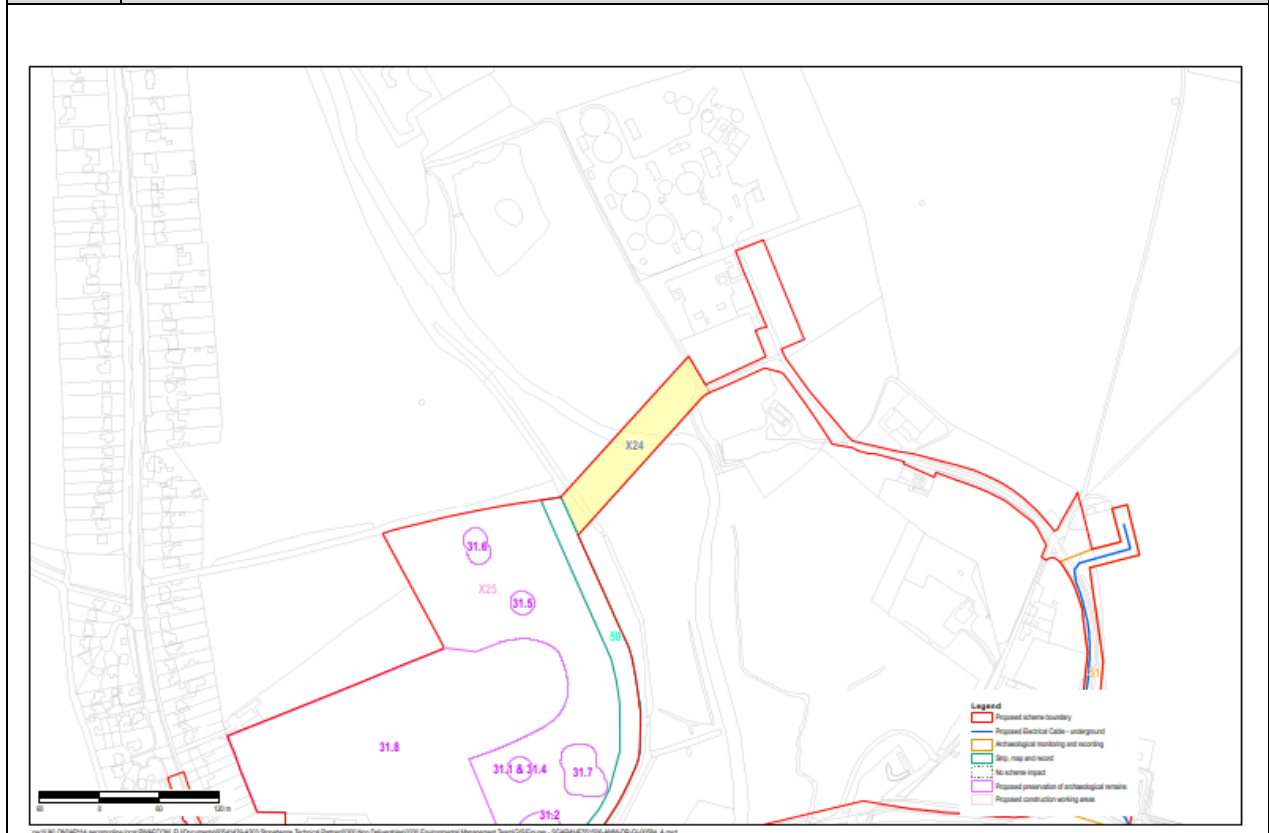 X24
31.6
X25
31.5
50
51
31.8
31.1 & 31.4
31.7
31.2
Legend
Proposed scheme boundary
Proposed Electrical Cable - underground
Archaeological monitoring and recording
Strip, map and record
No scheme impact
Proposed preservation of archaeological remains
Proposed construction working areas
60 0 60 120 m